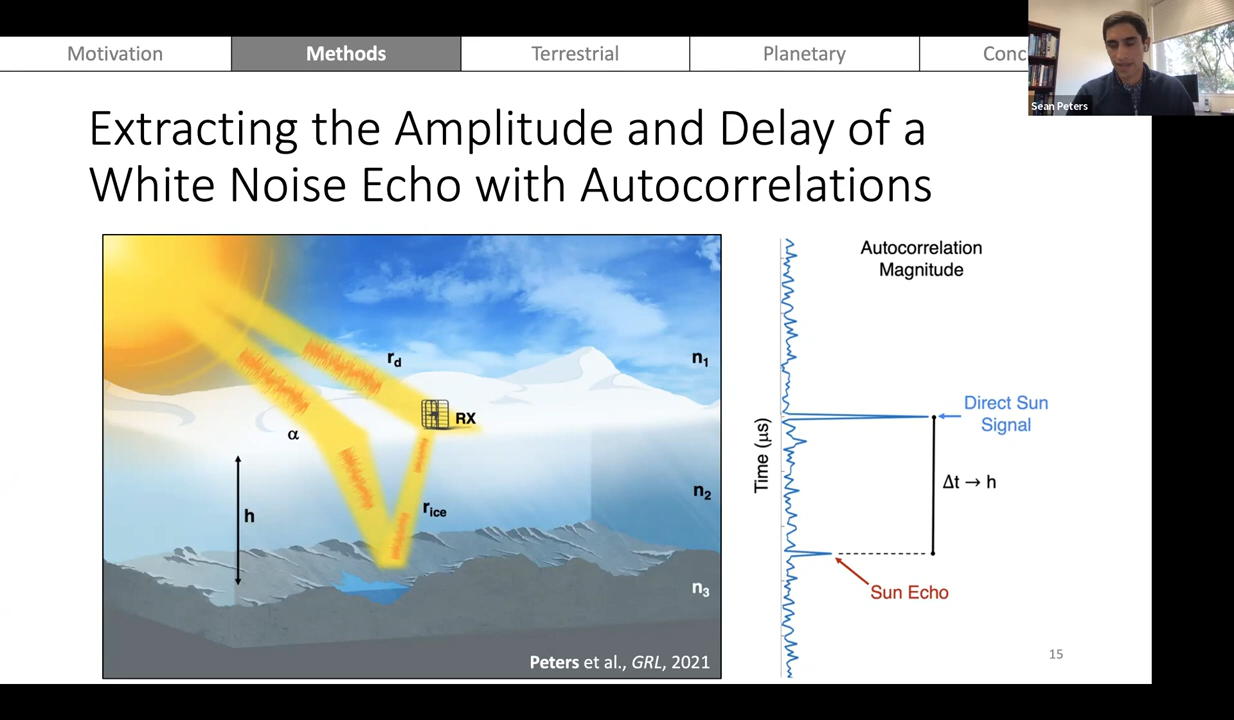 Motivation
Methods
Terrestrial
Planetary
Conc
Sean Peters
Extracting the Amplitude and Delay of a
White Noise Echo with Autocorrelations
rd
n1
RX
α
n2
h
rice
n3
Peters et al., GRL, 2021
Autocorrelation
Magnitude
Time (μs)
Direct Sun
Signal
Δt → h
Sun Echo
15